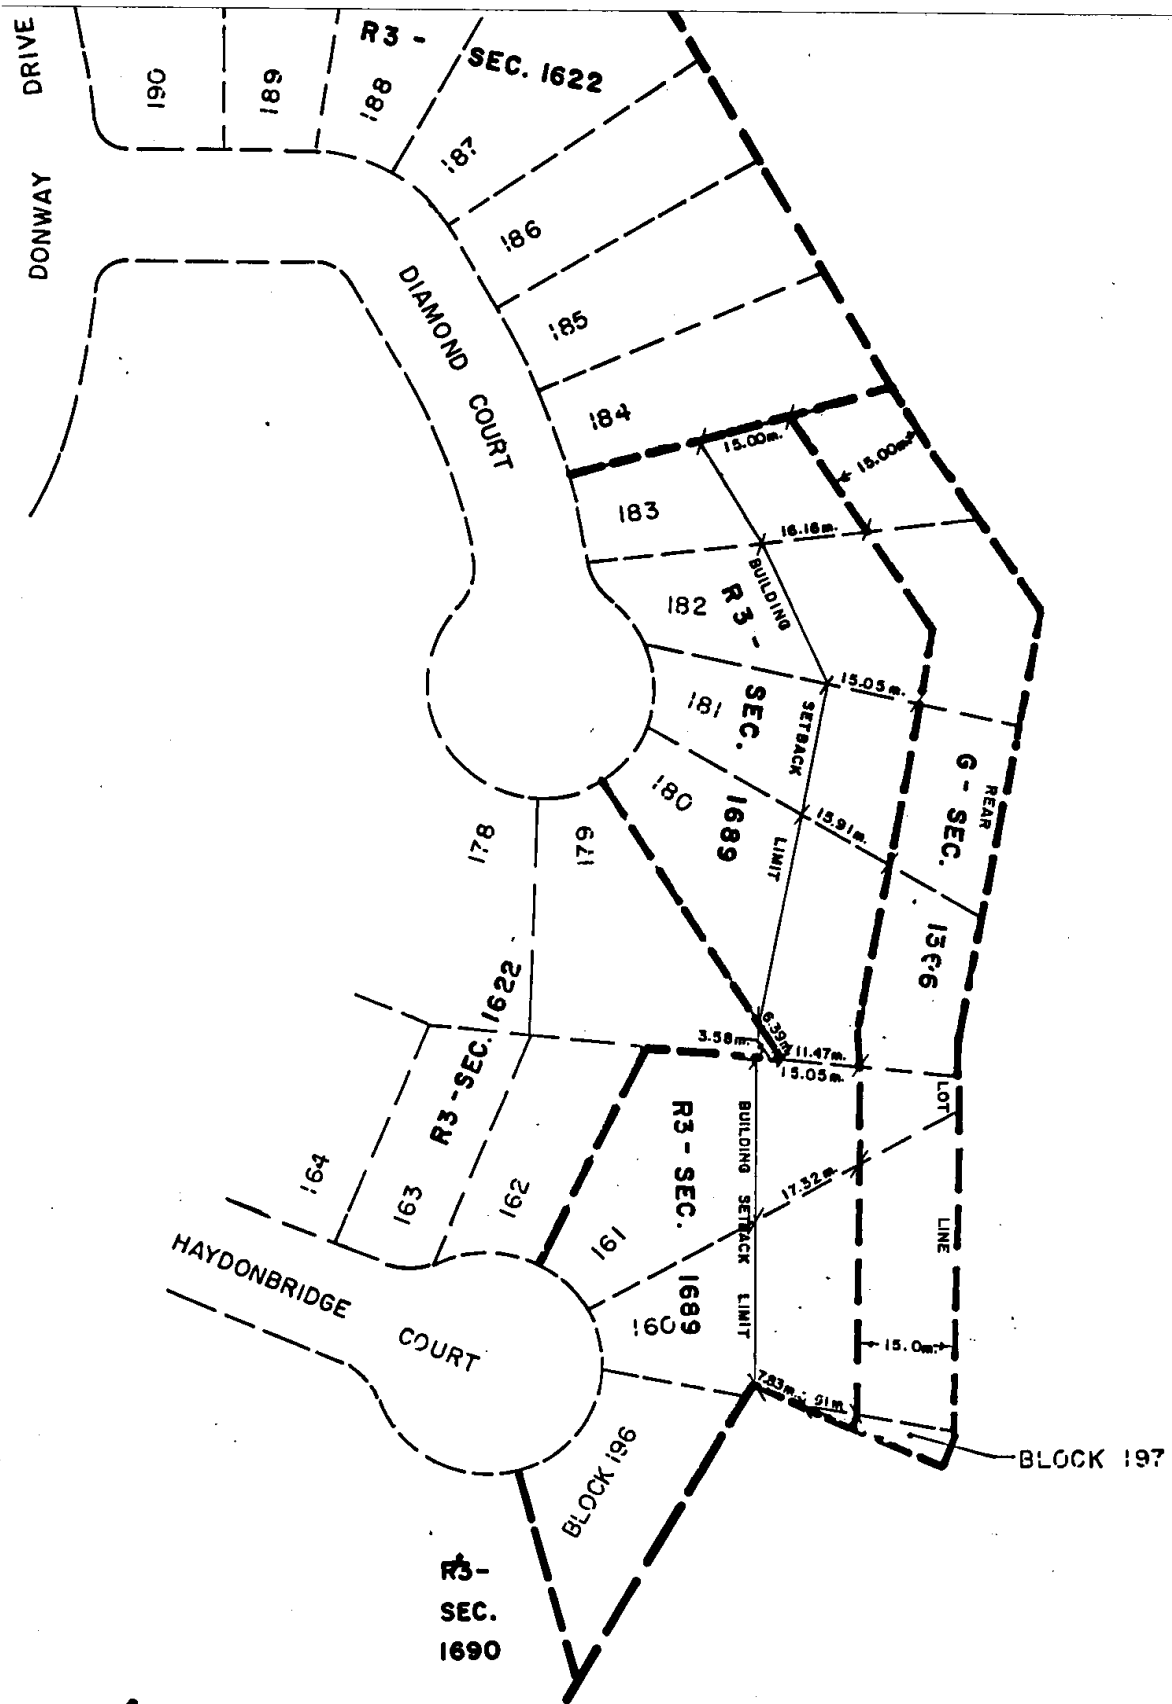 DONWAY DRIVE
190
189
188
R3 -
SEC. 1622
187
186
185
184
DIAMOND COURT
15.00m.
15.00m.
183
16.16m.
182
BUILDING SETBACK LIMIT
R3 - SEC. 1689
181
15.05m.
180
15.91m.
G - SEC.
REAR LOT LINE
178
179
R3 - SEC. 1622
6.39m.
3.58m.
11.47m.
15.05m.
164
163
162
161
R3 - SEC. 1689
BUILDING SETBACK LIMIT
17.32m.
160
HAYDONBRIDGE COURT
15.0m.
7.83m.
BLOCK 196
BLOCK 197
R3-
SEC.
1690